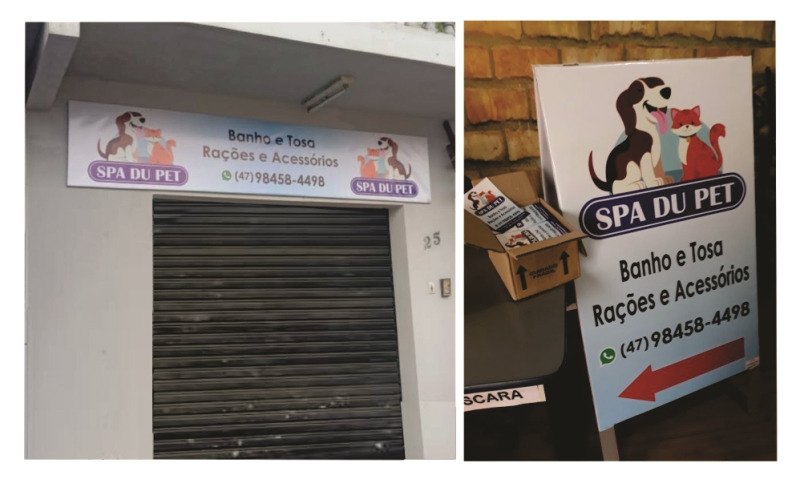 SPA DU PET
Banho e Tosa
Rações e Acessórios
(47)98458-4498
SPA DU PET
25
SPA DU PET
Banho e Tosa
Rações e Acessórios
(47)98458-4498
SCARA